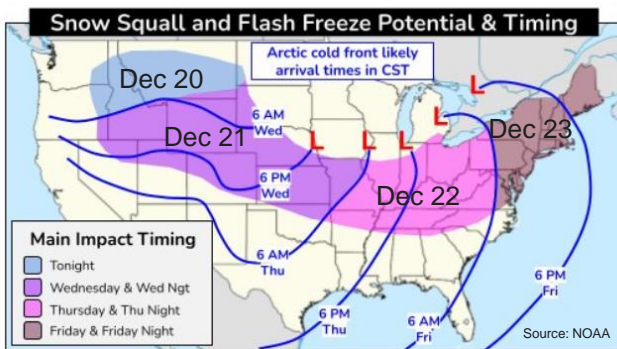 Snow Squall and Flash Freeze Potential & Timing
Arctic cold front likely
arrival times in CST
L
Dec 20
L
6 AM
Wed
Dec 23
Dec 21
L
L
L
6 PM
Wed
Dec 22
Main Impact Timing
Tonight
Wednesday & Wed Ngt
Thursday & Thu Night
Friday & Friday Night
6 AM
Thu
6 PM
Fri
6 PM
Thu
6 AM
Fri
Source: NOAA